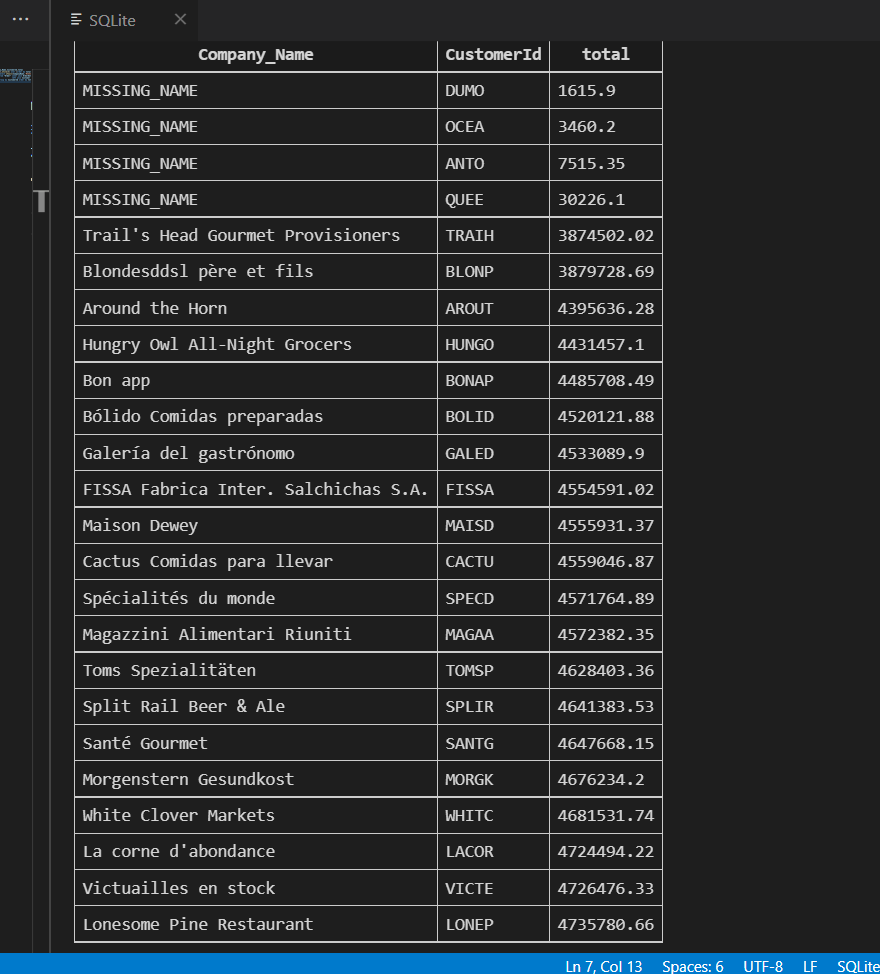 SQLite
Company_Name CustomerId total
MISSING_NAME DUMO 1615.9
MISSING_NAME OCEA 3460.2
MISSING_NAME ANTO 7515.35
MISSING_NAME QUEE 30226.1
Trail's Head Gourmet Provisioners TRAIH 3874502.02
Blondesddsl père et fils BLONP 3879728.69
Around the Horn AROUT 4395636.28
Hungry Owl All-Night Grocers HUNGO 4431457.1
Bon app BONAP 4485708.49
Bólido Comidas preparadas BOLID 4520121.88
Galería del gastrónomo GALED 4533089.9
FISSA Fabrica Inter. Salchichas S.A. FISSA 4554591.02
Maison Dewey MAISD 4555931.37
Cactus Comidas para llevar CACTU 4559046.87
Spécialités du monde SPECD 4571764.89
Magazzini Alimentari Riuniti MAGAA 4572382.35
Toms Spezialitäten TOMSP 4628403.36
Split Rail Beer & Ale SPLIR 4641383.53
Santé Gourmet SANTG 4647668.15
Morgenstern Gesundkost MORGK 4676234.2
White Clover Markets WHITC 4681531.74
La corne d'abondance LACOR 4724494.22
Victuailles en stock VICTE 4726476.33
Lonesome Pine Restaurant LONEP 4735780.66
Ln 7, Col 13 Spaces: 6 UTF-8 LF SQLite